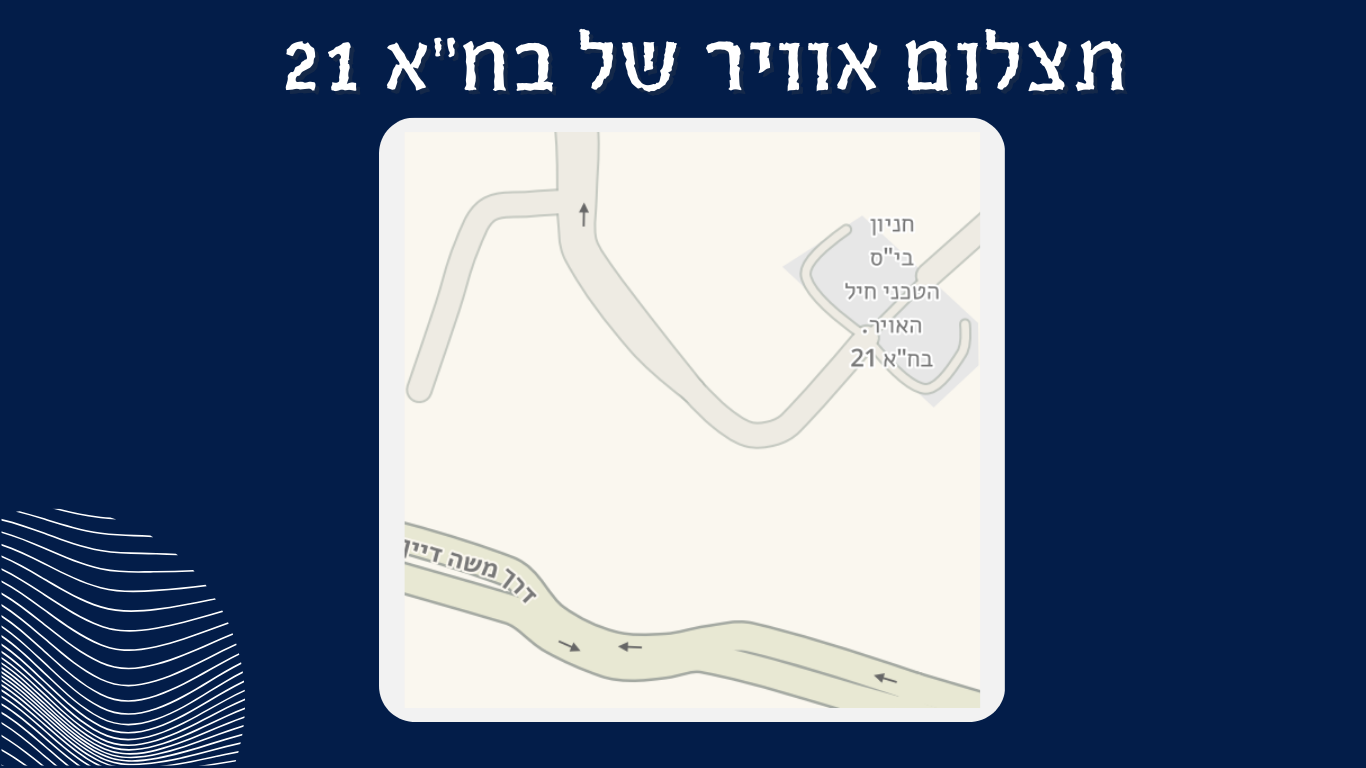 תצלום אוויר של בח"א 21
חניון
בי"ס
הטכני חיל
האויר.
בח"א 21
דרך משה דיין